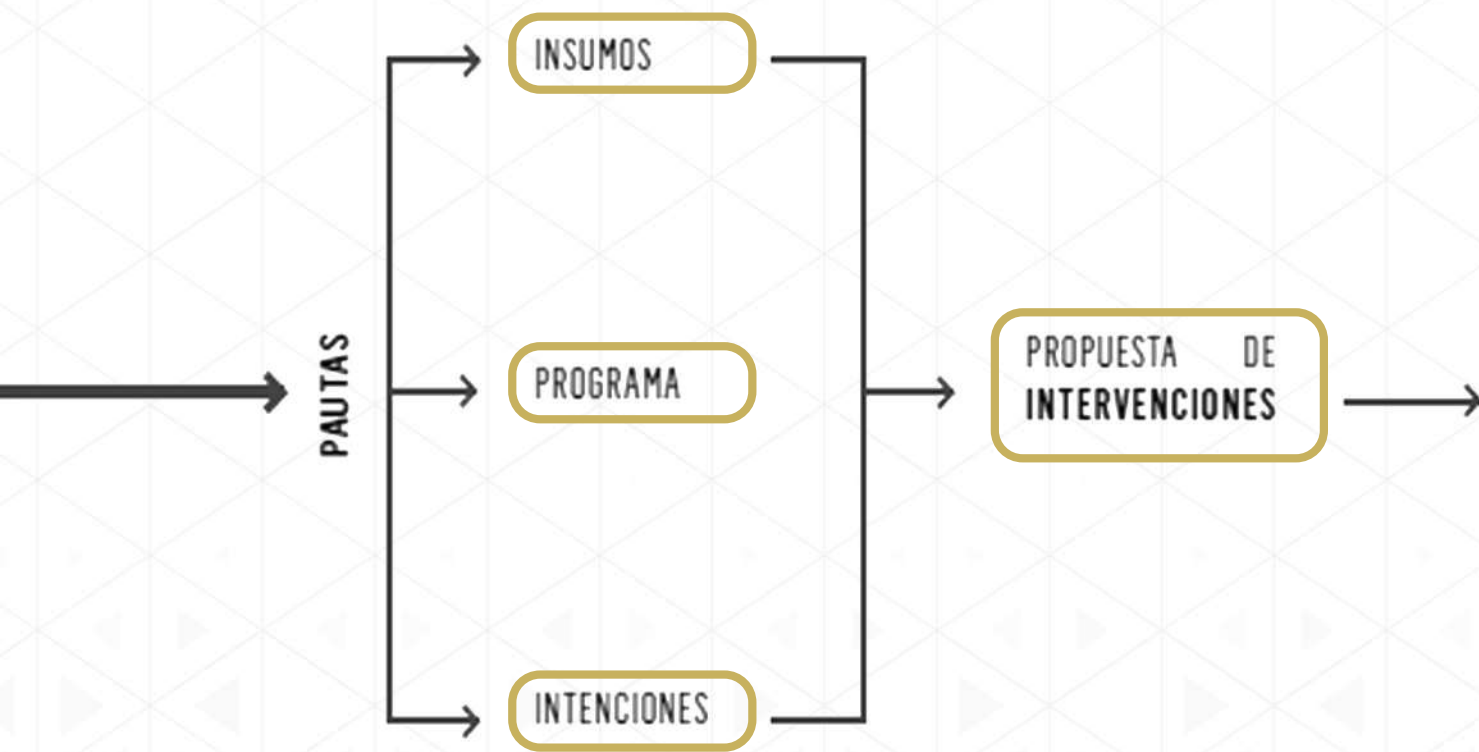 PAUTAS
INSUMOS
PROGRAMA
INTENCIONES
PROPUESTA DE
INTERVENCIONES